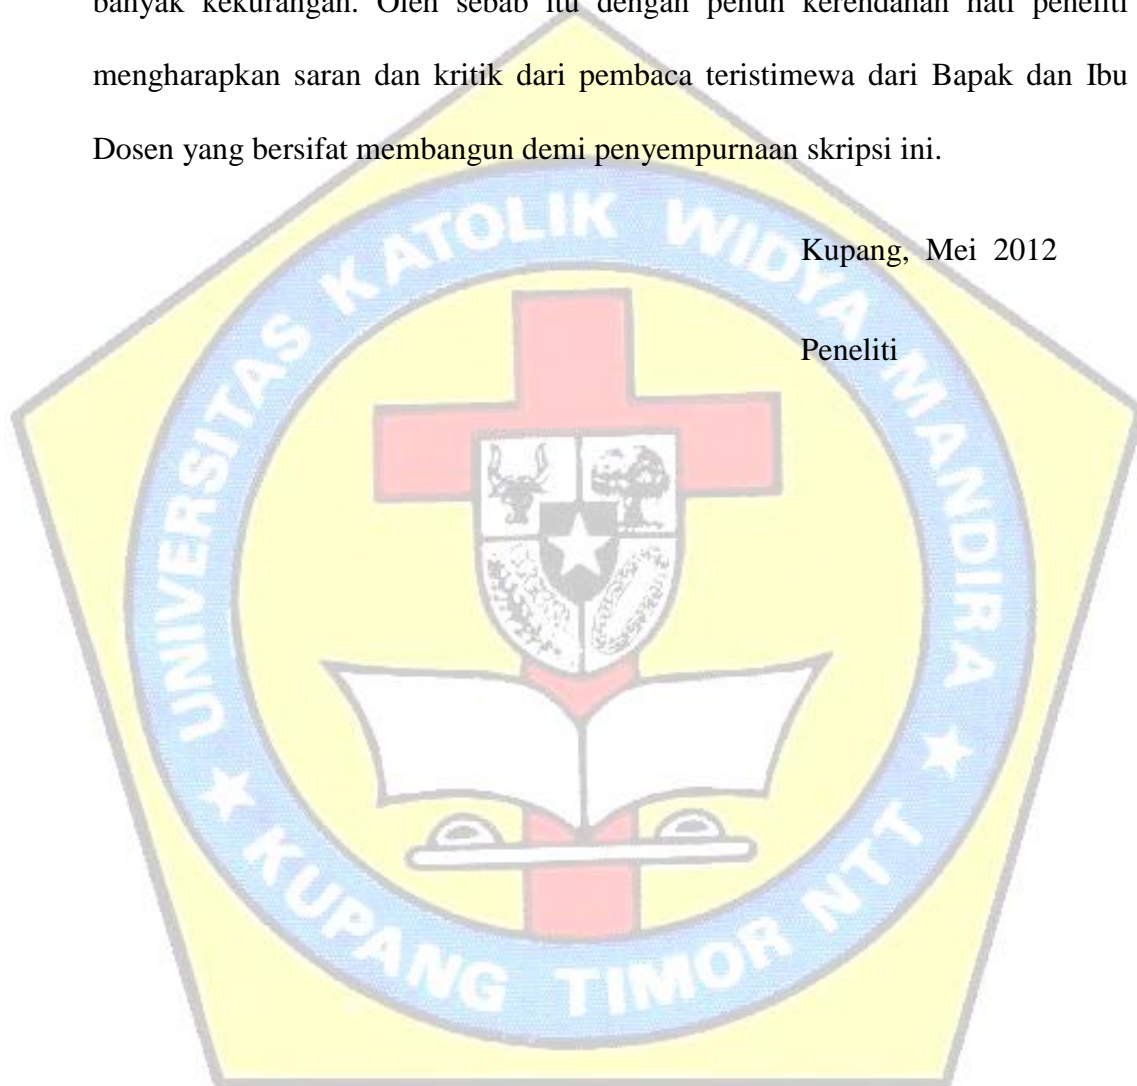 banyak kekurangan. Oleh sebab itu dengan penuh kerendahan hati peneliti
mengharapkan saran dan kritik dari pembaca teristimewa dari Bapak dan Ibu
Dosen yang bersifat membangun demi penyempurnaan skripsi ini.
Kupang, Mei 2012
Peneliti
UNIVERSITAS KATOLIK WIDYA MANDIRA
KUPANG TIMOR NTT